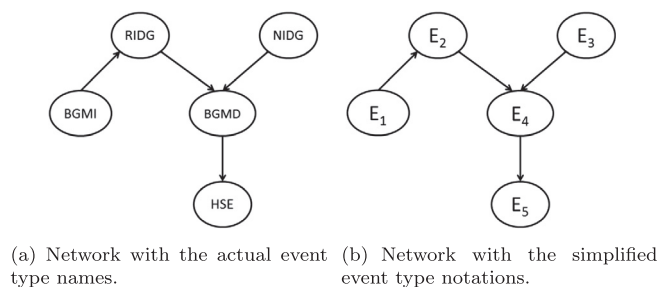 RIDG
NIDG
BGMI
BGMD
HSE
E2
E3
E1
E4
E5
(a) Network with the actual event
type names.
(b) Network with the simplified
event type notations.